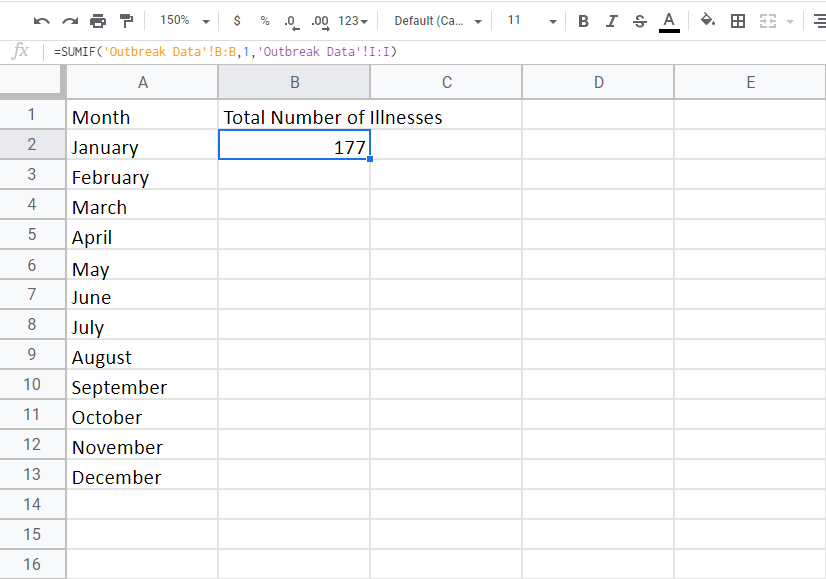 150% $ % .0 .00 123 Default (Ca... 11 B I S A
fx =SUMIF('Outbreak Data'!B:B,1,'Outbreak Data'!I:I)
A B C D E
1 Month Total Number of Illnesses
2 January 177
3 February
4 March
5 April
6 May
7 June
8 July
9 August
10 September
11 October
12 November
13 December
14
15
16